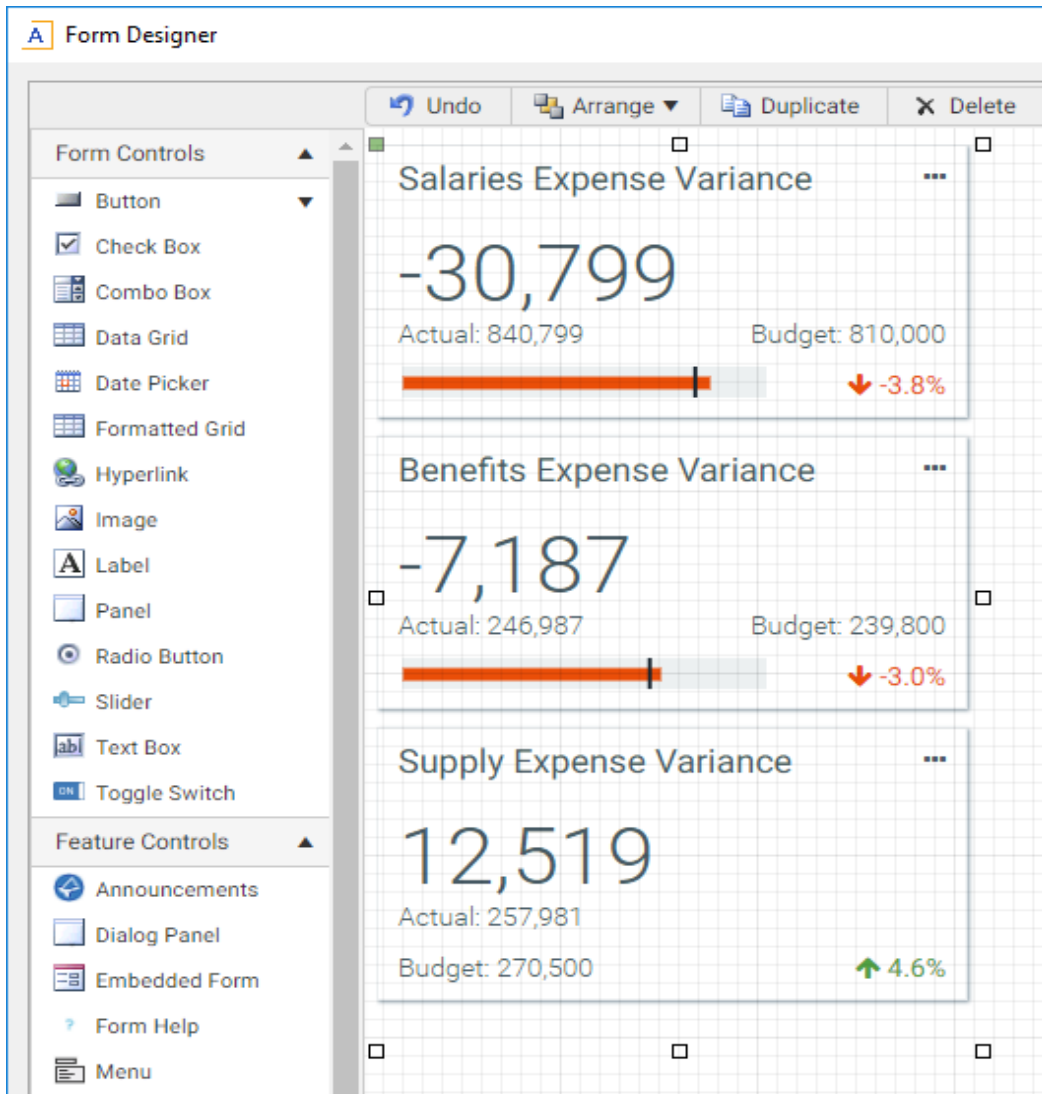 A Form Designer
Undo Arrange Duplicate Delete
Form Controls
Button
Check Box
Combo Box
Data Grid
Date Picker
Formatted Grid
Hyperlink
Image
A Label
Panel
Radio Button
Slider
abl Text Box
ON Toggle Switch
Feature Controls
Announcements
Dialog Panel
Embedded Form
? Form Help
Menu
Salaries Expense Variance
-30,799
Actual: 840,799 Budget: 810,000
-3.8%
Benefits Expense Variance
-7,187
Actual: 246,987 Budget: 239,800
-3.0%
Supply Expense Variance
12,519
Actual: 257,981
Budget: 270,500 4.6%